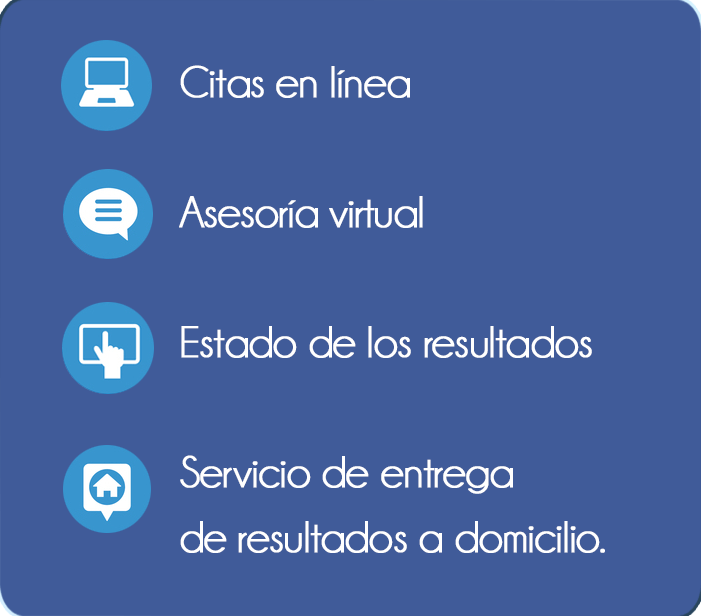 Citas en línea
Asesoría virtual
Estado de los resultados
Servicio de entrega
de resultados a domicilio.